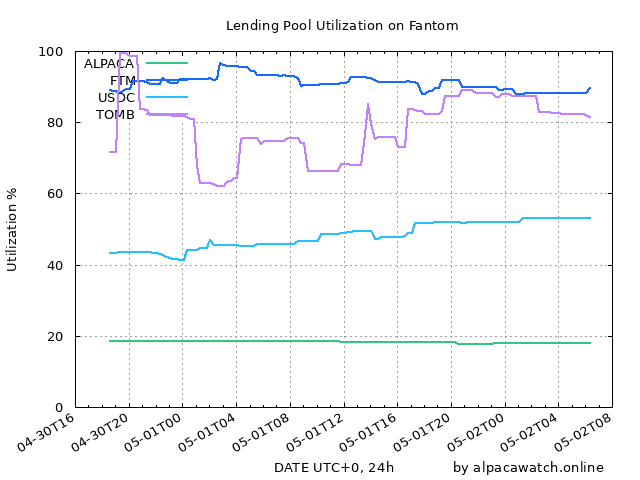 Lending Pool Utilization on Fantom
100
80
60
40
20
0
Utilization %
ALPACA
FTM
USDC
TOMB
04-30T16
04-30T20
05-01T00
05-01T04
05-01T08
05-01T12
05-01T16
05-01T20
05-02T00
05-02T04
05-02T08
DATE UTC+0, 24h
by alpacawatch.online